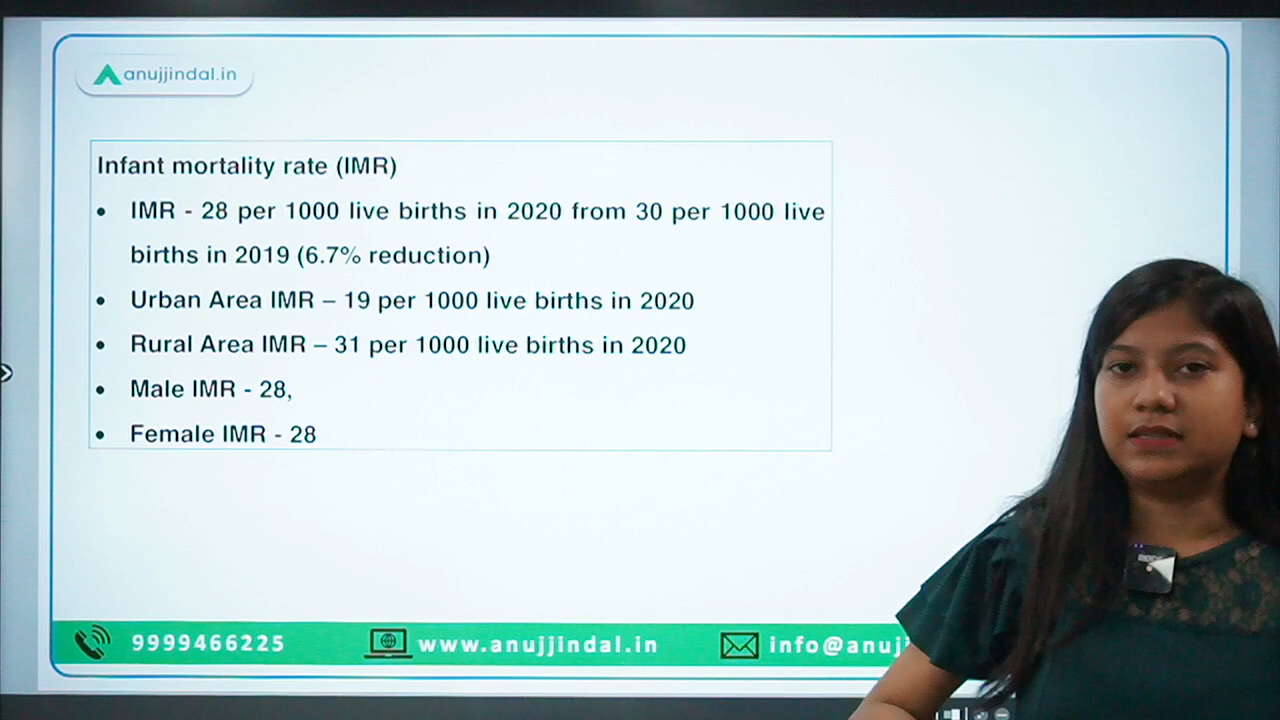 anujjindal.in
Infant mortality rate (IMR)
• IMR - 28 per 1000 live births in 2020 from 30 per 1000 live
births in 2019 (6.7% reduction)
• Urban Area IMR – 19 per 1000 live births in 2020
• Rural Area IMR – 31 per 1000 live births in 2020
• Male IMR - 28,
• Female IMR - 28
9999466225 www.anujjindal.in info@anujj